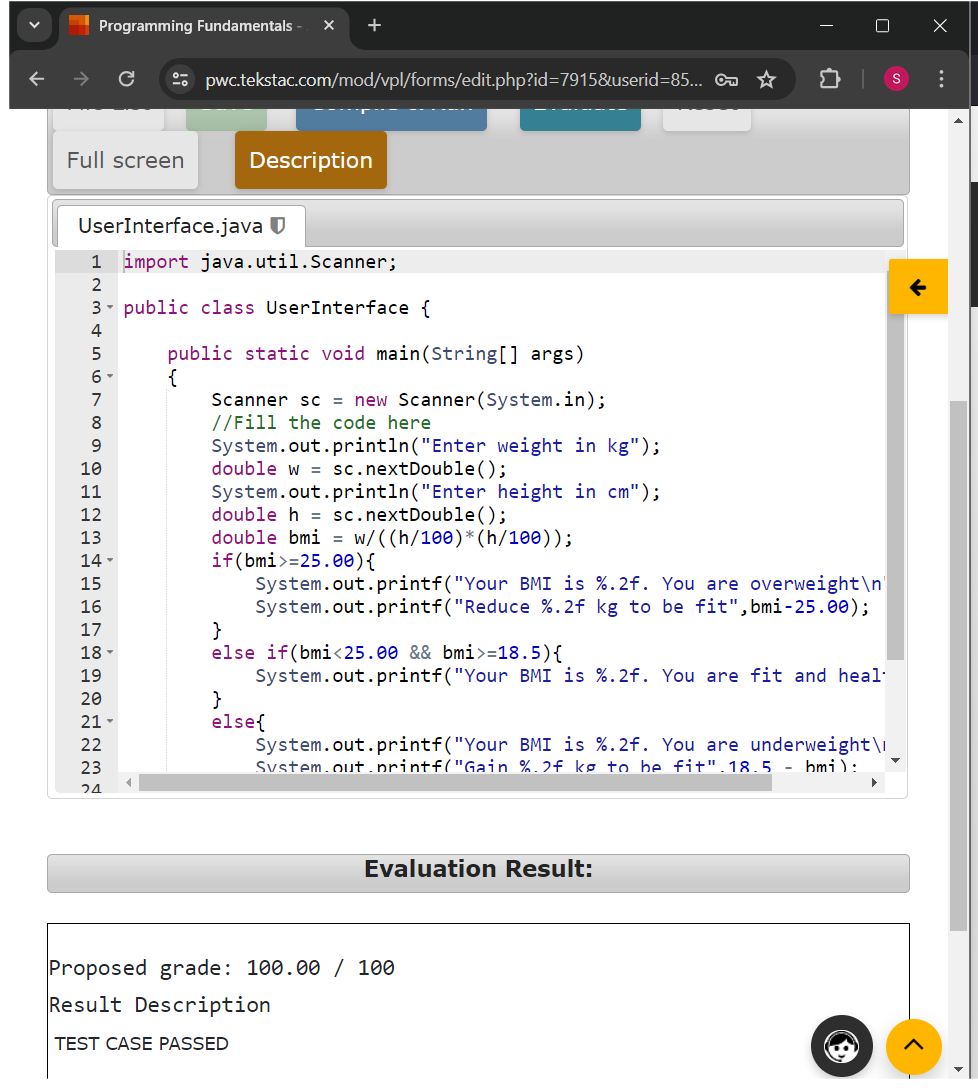 Programming Fundamentals -
pwc.tekstac.com/mod/vpl/forms/edit.php?id=7915&userid=85...
S
Full screen
Description
UserInterface.java
1 import java.util.Scanner;
2
3 public class UserInterface {
4
5 public static void main(String[] args)
6 {
7 Scanner sc = new Scanner(System.in);
8 //Fill the code here
9 System.out.println("Enter weight in kg");
10 double w = sc.nextDouble();
11 System.out.println("Enter height in cm");
12 double h = sc.nextDouble();
13 double bmi = w/((h/100)*(h/100));
14 if(bmi>=25.00){
15 System.out.printf("Your BMI is %.2f. You are overweight\n"
16 System.out.printf("Reduce %.2f kg to be fit",bmi-25.00);
17 }
18 else if(bmi<25.00 && bmi>=18.5){
19 System.out.printf("Your BMI is %.2f. You are fit and heal
20 }
21 else{
22 System.out.printf("Your BMI is %.2f. You are underweight\
23 System.out.printf("Gain %.2f kg to be fit",18.5 - bmi);
24
Evaluation Result:
Proposed grade: 100.00 / 100
Result Description
TEST CASE PASSED